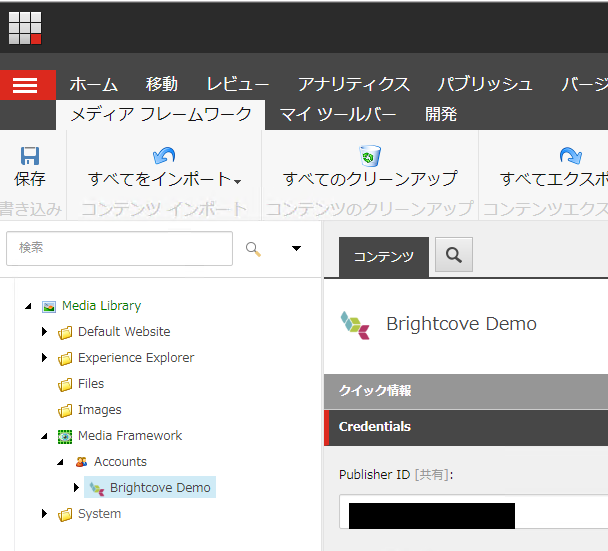 ホーム 移動 レビュー アナリティクス パブリッシュ バージ
メディア フレームワーク マイ ツールバー 開発
保存 すべてをインポート すべてのクリーンアップ すべてエクスポ
書き込み コンテンツ インポート コンテンツのクリーンアップ コンテンツエクス
検索
コンテンツ
Media Library
Default Website
Experience Explorer
Files
Images
Media Framework
Accounts
Brightcove Demo
System
Brightcove Demo
クイック情報
Credentials
Publisher ID [共有]: